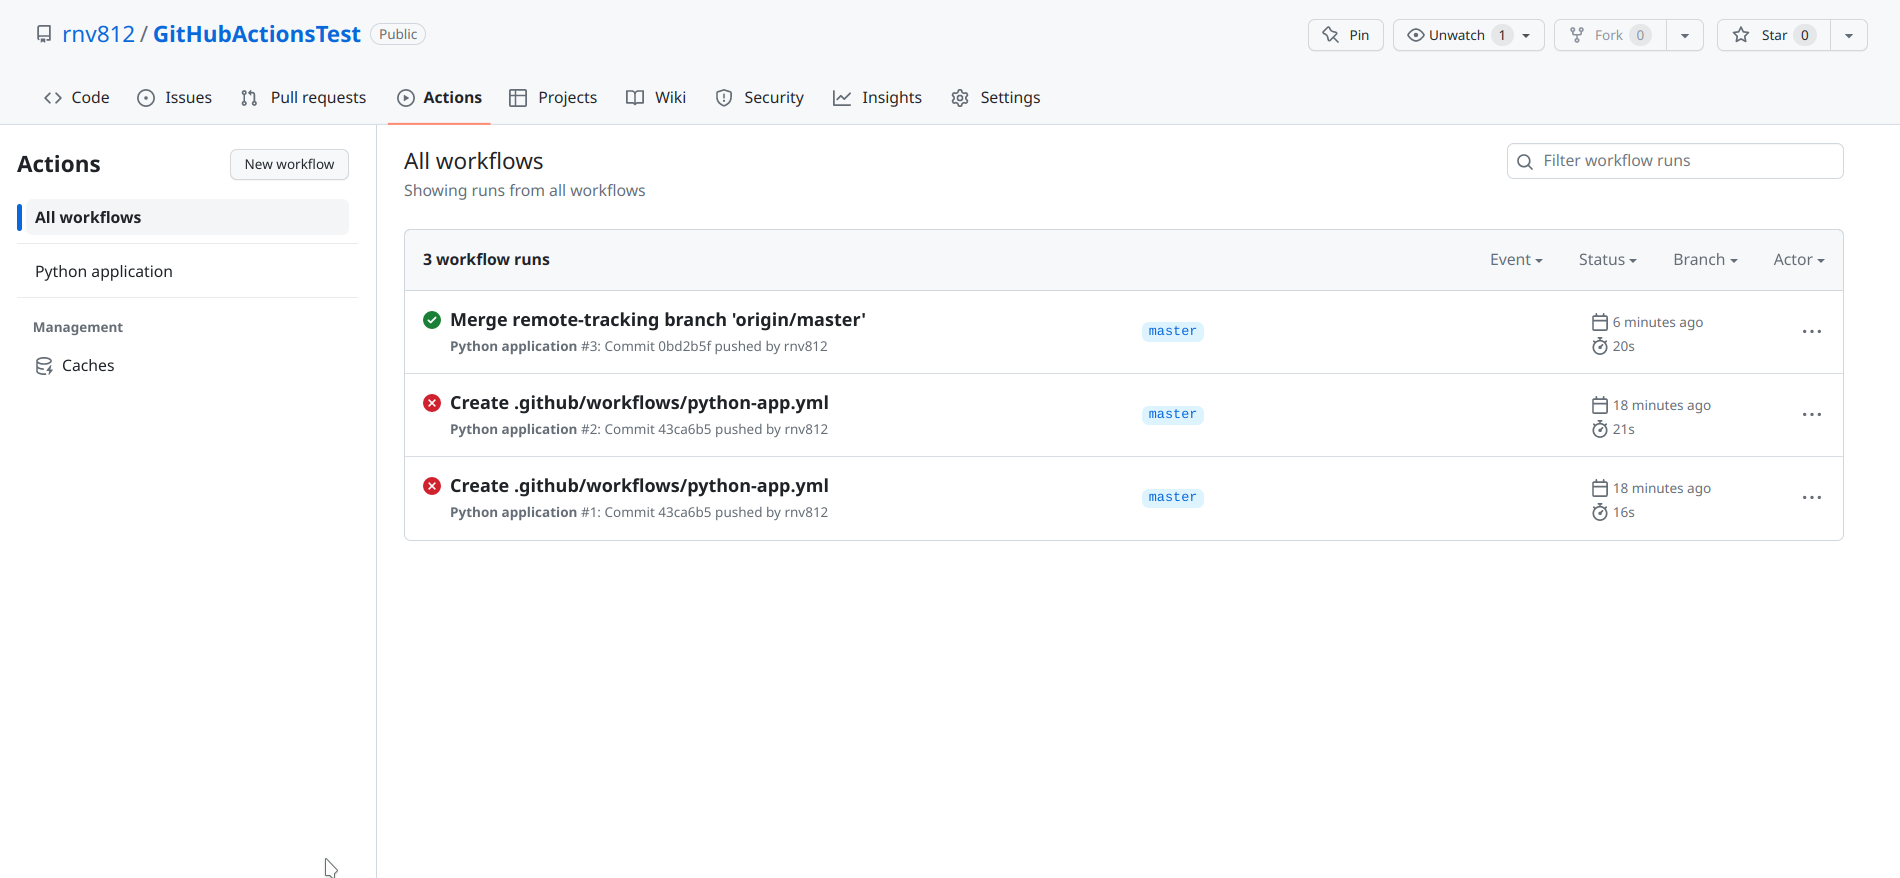 rnv812 / GitHubActionsTest Public
Pin Unwatch 1 Fork 0 Star 0
Code Issues Pull requests Actions Projects Wiki Security Insights Settings
Actions
New workflow
All workflows
Python application
Management
Caches
All workflows
Showing runs from all workflows
Filter workflow runs
3 workflow runs
Event Status Branch Actor
Merge remote-tracking branch 'origin/master'
Python application #3: Commit 0bd2b5f pushed by rnv812
master
6 minutes ago
20s
Create .github/workflows/python-app.yml
Python application #2: Commit 43ca6b5 pushed by rnv812
master
18 minutes ago
21s
Create .github/workflows/python-app.yml
Python application #1: Commit 43ca6b5 pushed by rnv812
master
18 minutes ago
16s